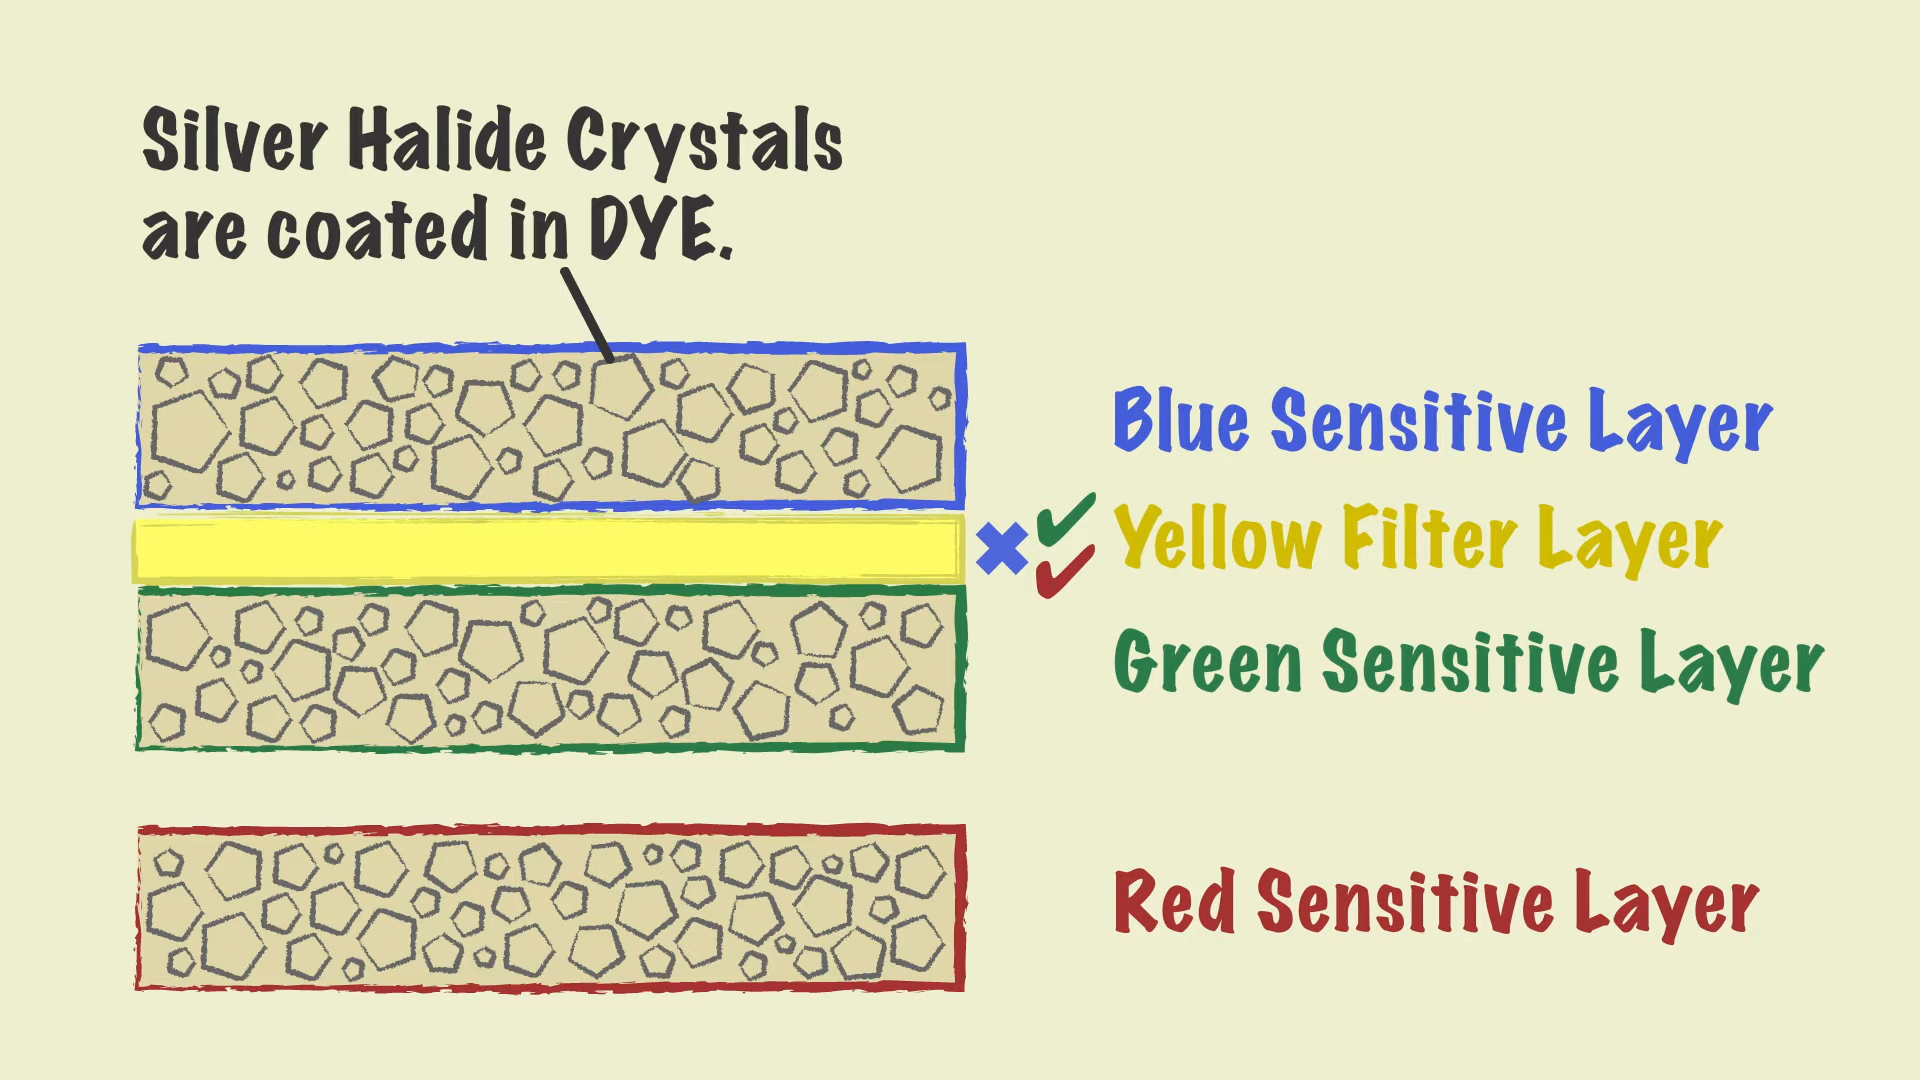 Silver Halide Crystals
are coated in DYE.
Blue Sensitive Layer
Yellow Filter Layer
Green Sensitive Layer
Red Sensitive Layer